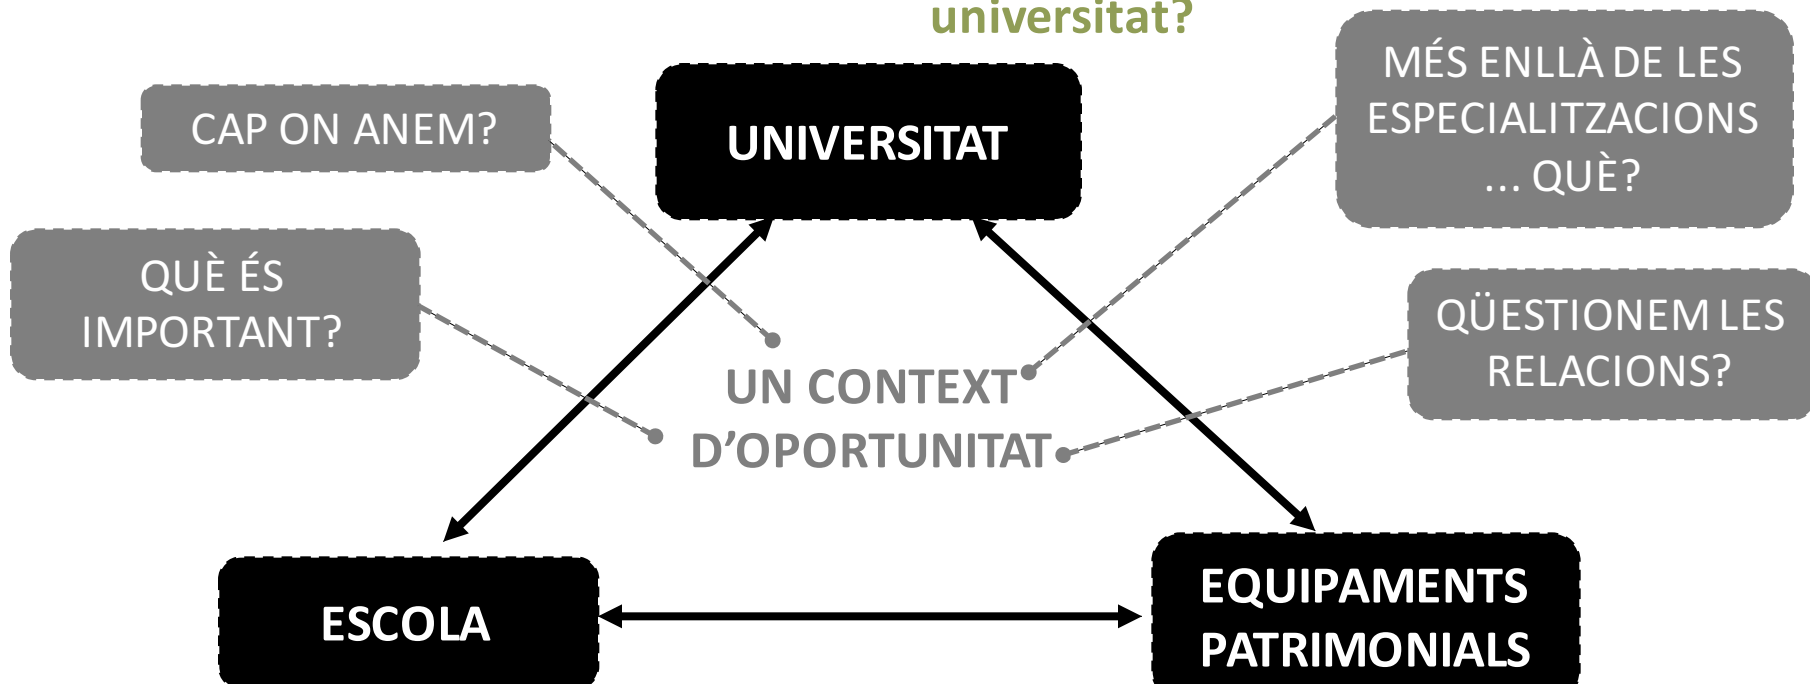 universitat?
CAP ON ANEM?
UNIVERSITAT
MÉS ENLLÀ DE LES
ESPECIALITZACIONS
... QUÈ?
QUÈ ÉS
IMPORTANT?
QÜESTIONEM LES
RELACIONS?
UN CONTEXT
D’OPORTUNITAT
ESCOLA
EQUIPAMENTS
PATRIMONIALS